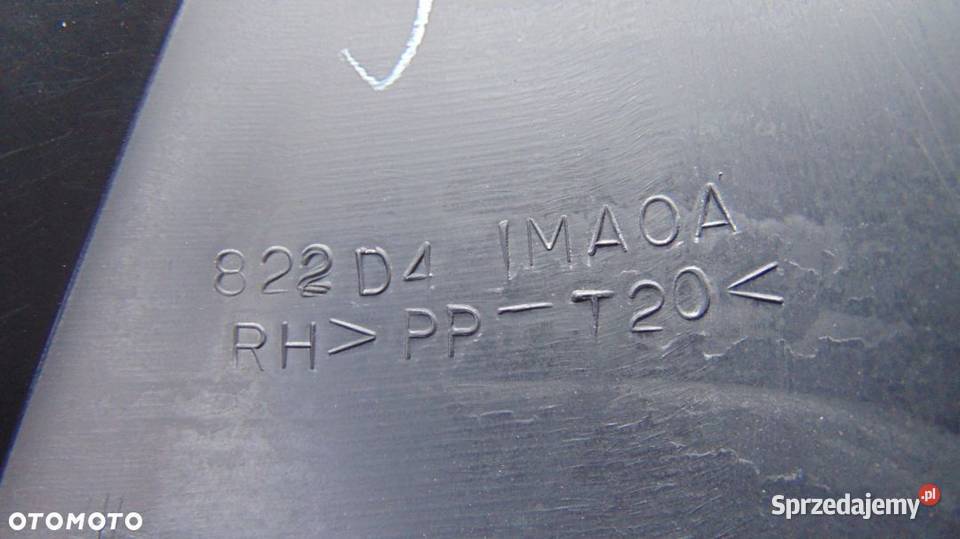 822D4 1MA0A
RH>PP-T20<
OTOMOTO
Sprzedajemy.pl